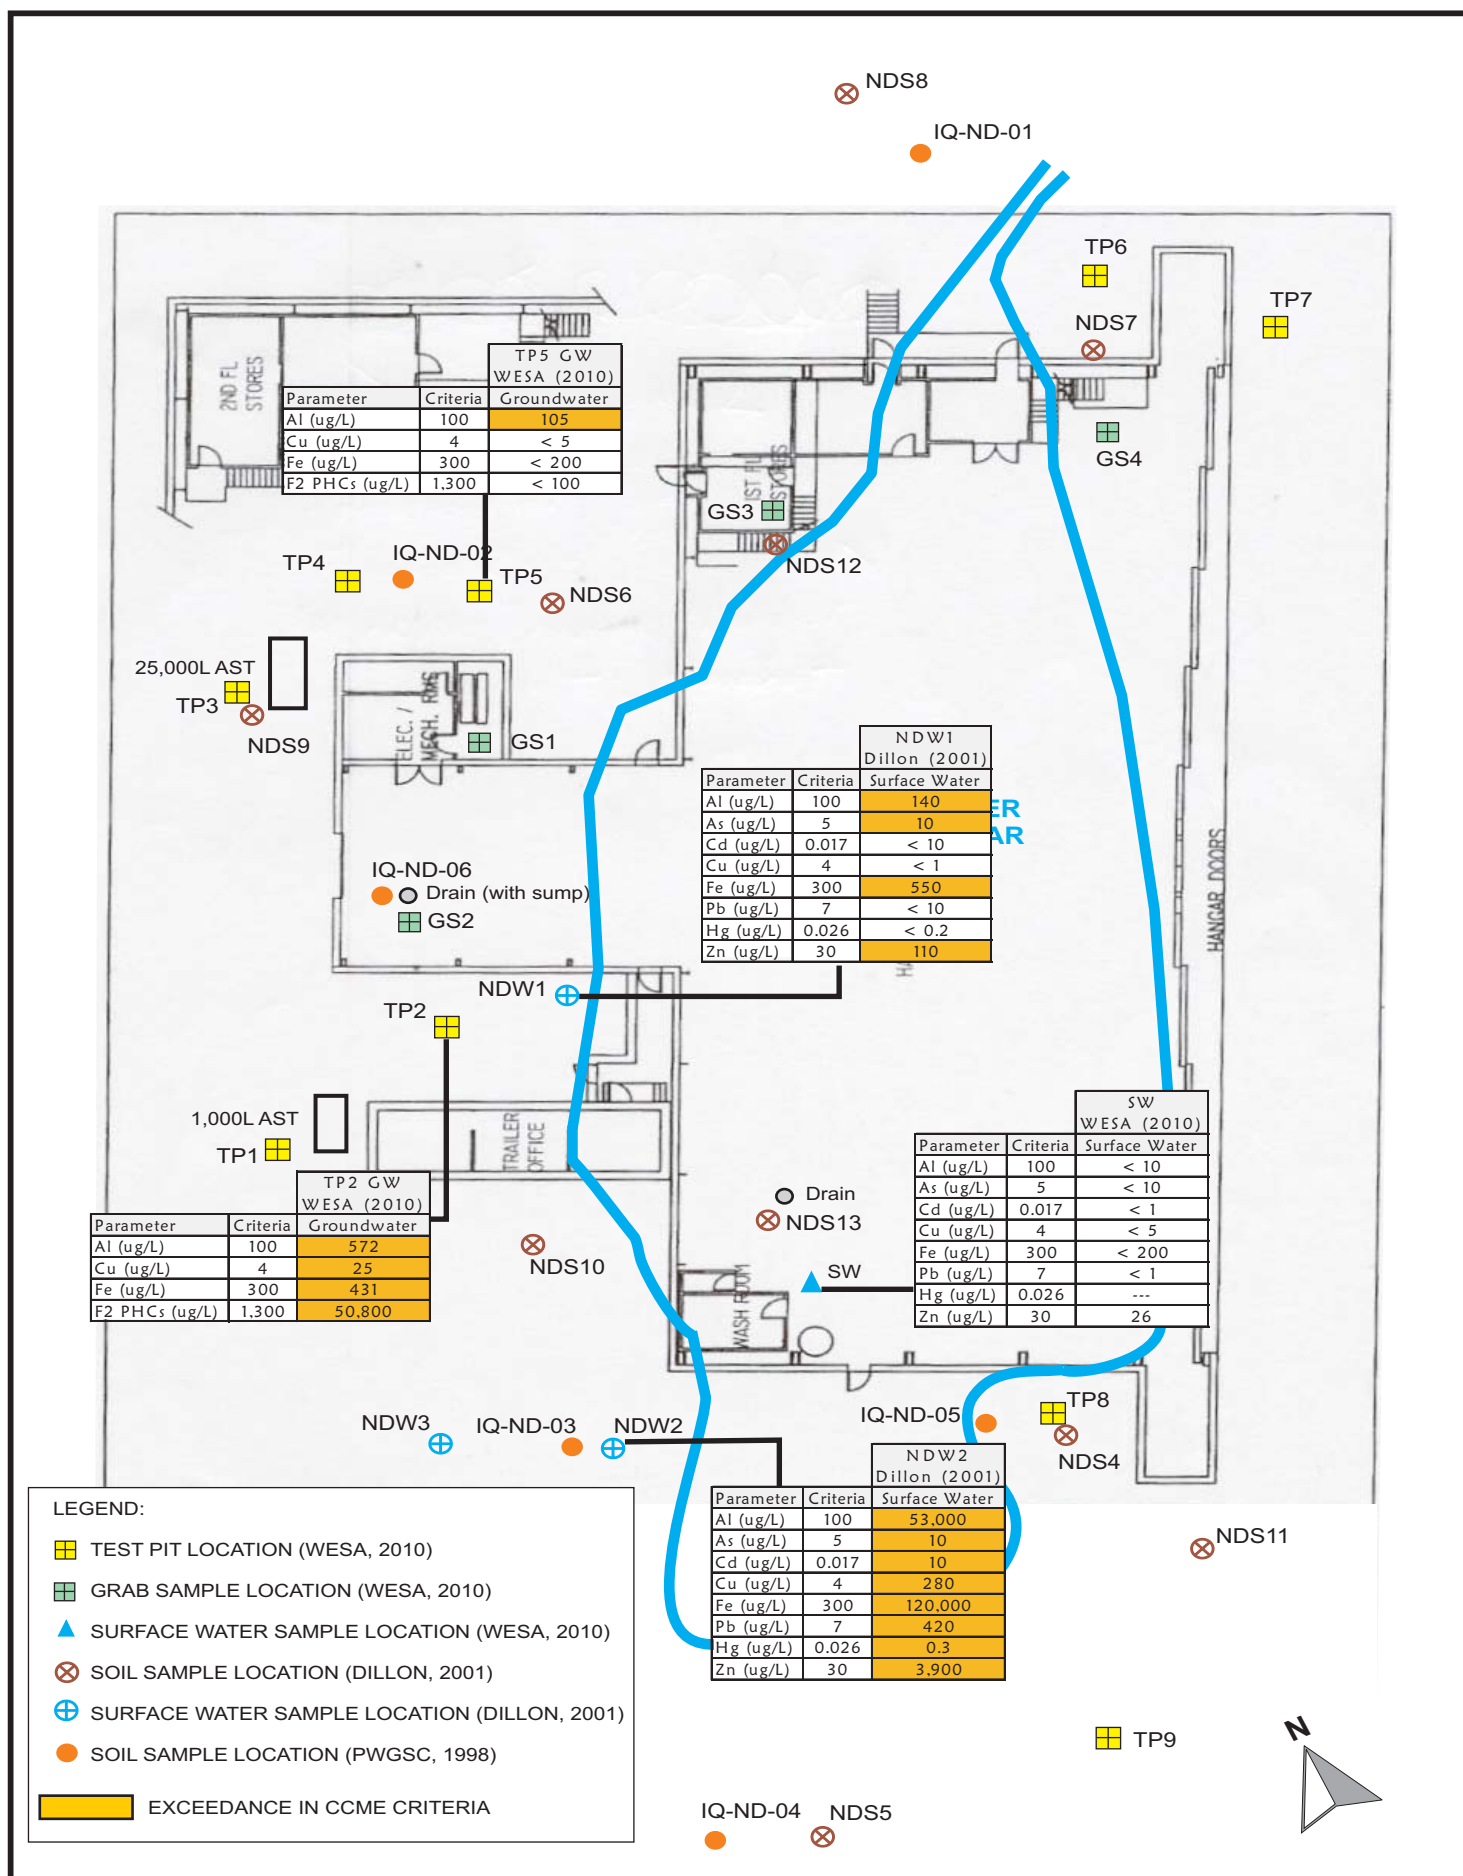 NDS8
IQ-ND-01
TP6
TP7
NDS7
2ND FL
STORES
TP5 GW
WESA (2010)
Parameter Criteria Groundwater
Al (ug/L) 100 105
Cu (ug/L) 4 < 5
Fe (ug/L) 300 < 200
F2 PHCs (ug/L) 1,300 < 100
GS4
1ST FL
STORES
GS3
NDS12
TP4
IQ-ND-02
TP5
NDS6
25,000L AST
TP3
NDS9
ELEC. /
MECH. RMS
GS1
NDW1
Dillon (2001)
Parameter Criteria Surface Water
Al (ug/L) 100 140
As (ug/L) 5 10
Cd (ug/L) 0.017 < 10
Cu (ug/L) 4 < 1
Fe (ug/L) 300 550
Pb (ug/L) 7 < 10
Hg (ug/L) 0.026 < 0.2
Zn (ug/L) 30 110
ER
AR
HANGAR DOORS
IQ-ND-06
Drain (with sump)
GS2
NDW1
TP2
1,000L AST
TP1
TRAILER
OFFICE
TP2 GW
WESA (2010)
Parameter Criteria Groundwater
Al (ug/L) 100 572
Cu (ug/L) 4 25
Fe (ug/L) 300 431
F2 PHCs (ug/L) 1,300 50,800
SW
WESA (2010)
Parameter Criteria Surface Water
Al (ug/L) 100 < 10
As (ug/L) 5 < 10
Cd (ug/L) 0.017 < 1
Cu (ug/L) 4 < 5
Fe (ug/L) 300 < 200
Pb (ug/L) 7 < 1
Hg (ug/L) 0.026 ---
Zn (ug/L) 30 26
Drain
NDS13
NDS10
SW
WASH ROOM
NDW3
IQ-ND-03
NDW2
IQ-ND-05
TP8
NDS4
NDW2
Dillon (2001)
Parameter Criteria Surface Water
Al (ug/L) 100 53,000
As (ug/L) 5 10
Cd (ug/L) 0.017 10
Cu (ug/L) 4 280
Fe (ug/L) 300 120,000
Pb (ug/L) 7 420
Hg (ug/L) 0.026 0.3
Zn (ug/L) 30 3,900
NDS11
LEGEND:
TEST PIT LOCATION (WESA, 2010)
GRAB SAMPLE LOCATION (WESA, 2010)
SURFACE WATER SAMPLE LOCATION (WESA, 2010)
SOIL SAMPLE LOCATION (DILLON, 2001)
SURFACE WATER SAMPLE LOCATION (DILLON, 2001)
SOIL SAMPLE LOCATION (PWGSC, 1998)
EXCEEDANCE IN CCME CRITERIA
TP9
N
IQ-ND-04
NDS5